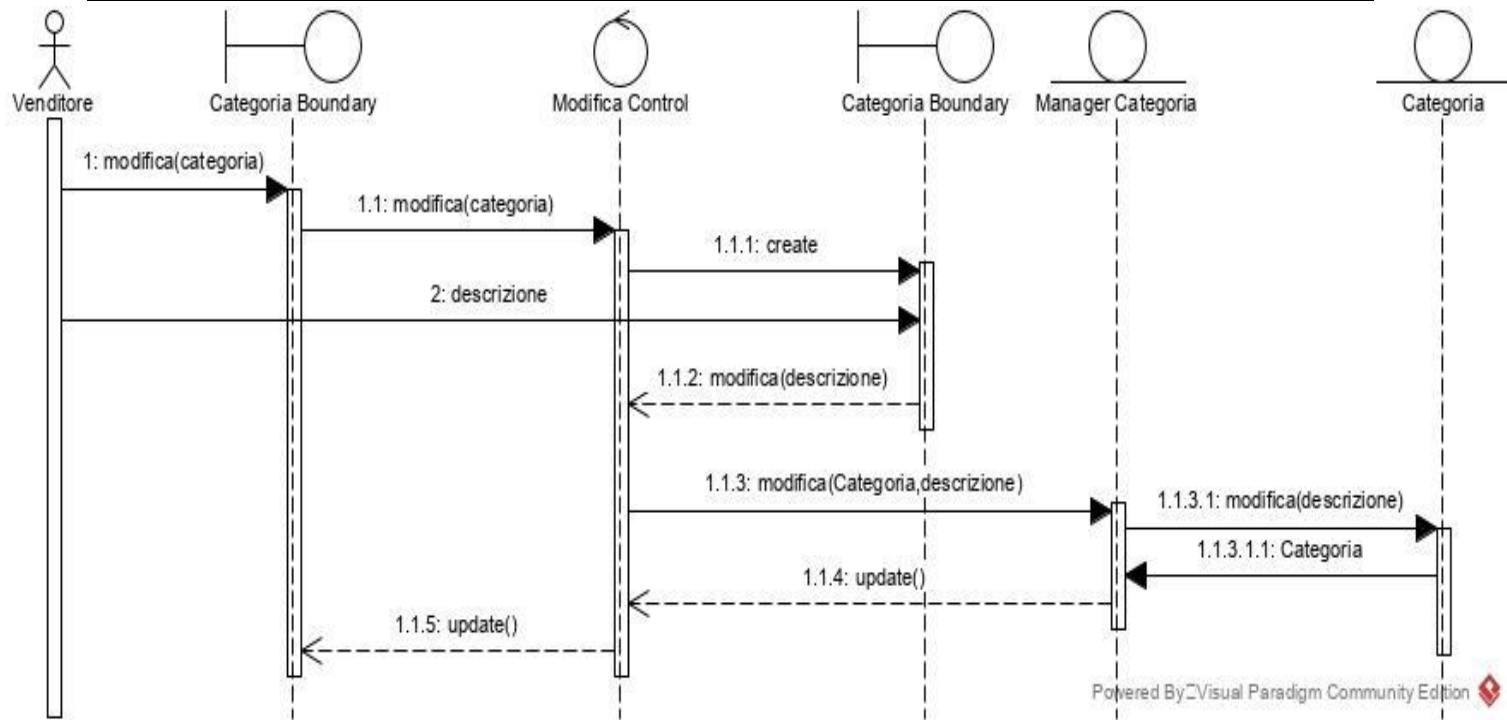 Venditore
Categoria Boundary
Modifica Control
Categoria Boundary
Manager Categoria
Categoria
1: modifica(categoria)
1.1: modifica(categoria)
1.1.1: create
2: descrizione
1.1.2: modifica(descrizione)
1.1.3: modifica(Categoria,descrizione)
1.1.3.1: modifica(descrizione)
1.1.3.1.1: Categoria
1.1.4: update()
1.1.5: update()
Powered By Visual Paradigm Community Edition